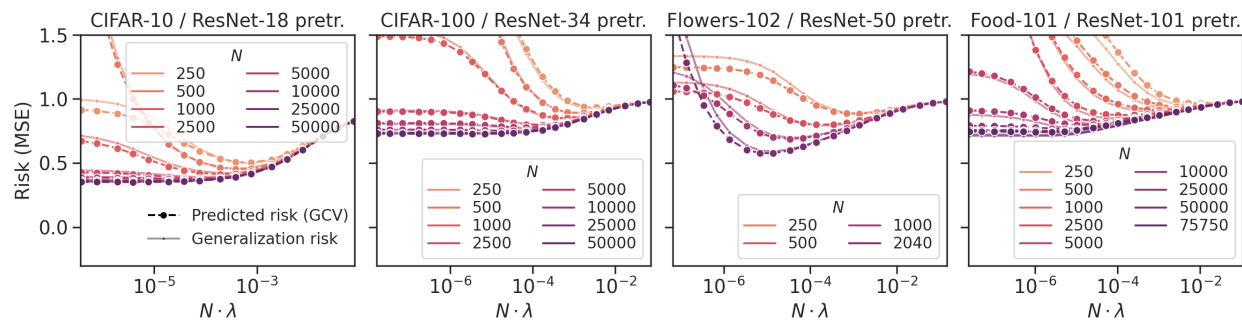 CIFAR-10 / ResNet-18 pretr.
CIFAR-100 / ResNet-34 pretr.
Flowers-102 / ResNet-50 pretr.
Food-101 / ResNet-101 pretr.
Risk (MSE)
1.5
1.0
0.5
0.0
N
250 5000
500 10000
1000 25000
2500 50000
Predicted risk (GCV)
Generalization risk
10⁻⁵ 10⁻³
N · λ
N
250 5000
500 10000
1000 25000
2500 50000
10⁻⁶ 10⁻⁴ 10⁻²
N · λ
N
250 1000
500 2040
10⁻⁶ 10⁻⁴ 10⁻²
N · λ
N
250 10000
500 25000
1000 50000
2500 75750
5000
10⁻⁶ 10⁻⁴ 10⁻²
N · λ